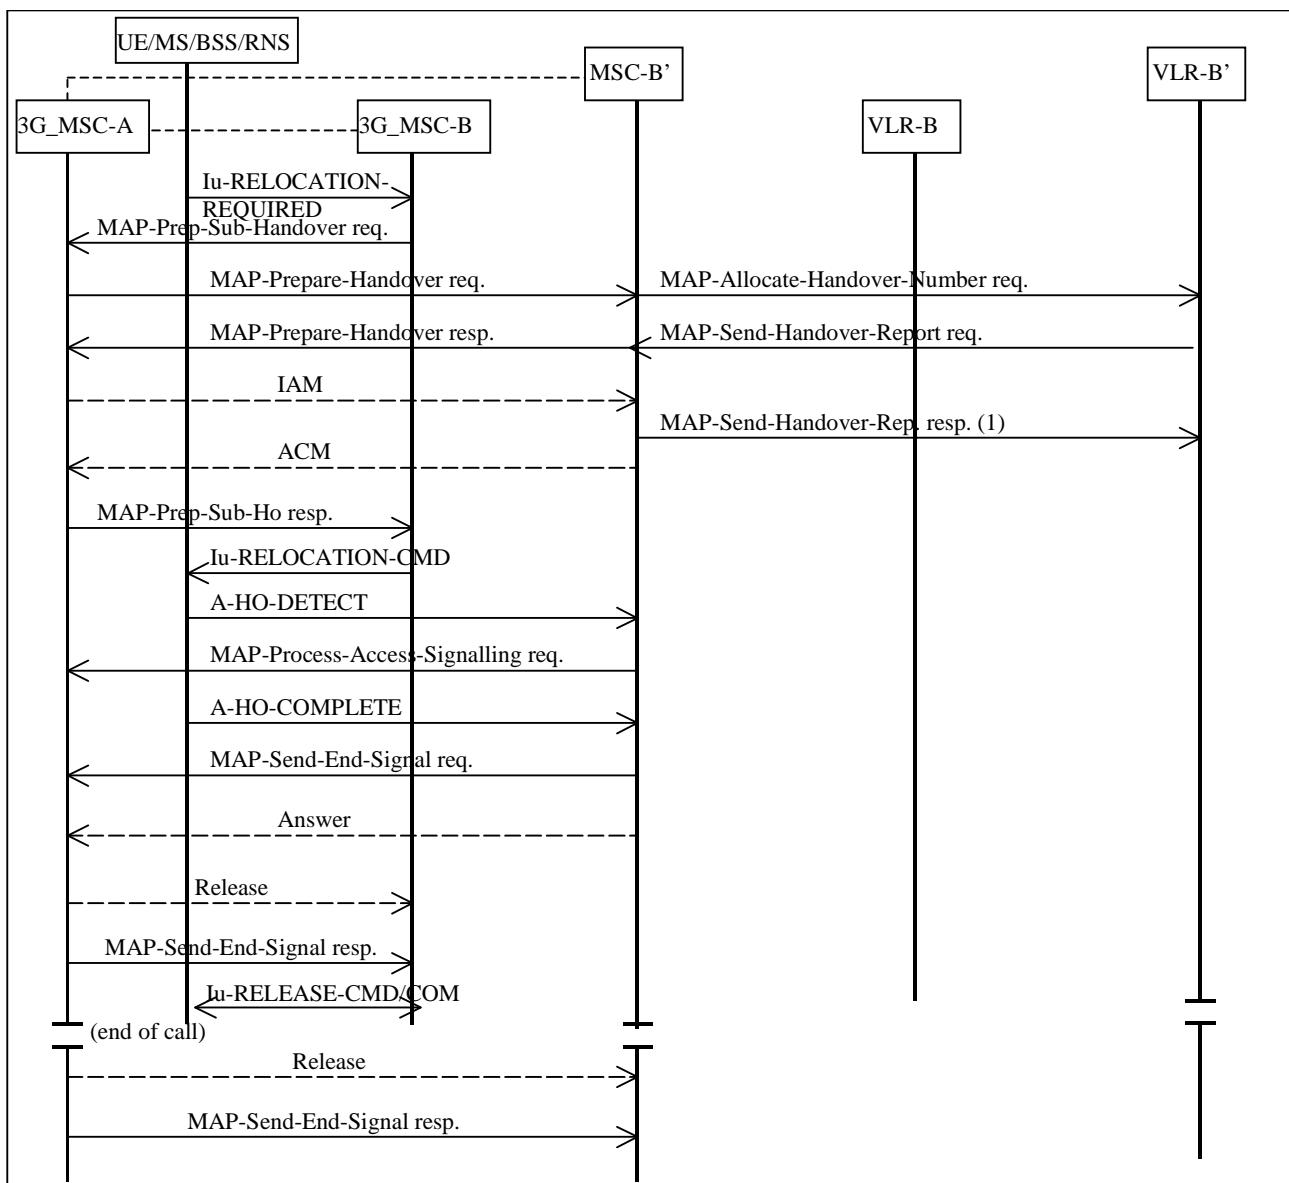 UE/MS/BSS/RNS
MSC-B’
VLR-B’
3G_MSC-A
3G_MSC-B
VLR-B
Iu-RELOCATION-
REQUIRED
MAP-Prep-Sub-Handover req.
MAP-Prepare-Handover req.
MAP-Allocate-Handover-Number req.
MAP-Prepare-Handover resp.
MAP-Send-Handover-Report req.
IAM
MAP-Send-Handover-Rep. resp. (1)
ACM
MAP-Prep-Sub-Ho resp.
Iu-RELOCATION-CMD
A-HO-DETECT
MAP-Process-Access-Signalling req.
A-HO-COMPLETE
MAP-Send-End-Signal req.
Answer
Release
MAP-Send-End-Signal resp.
Iu-RELEASE-CMD/COM
(end of call)
Release
MAP-Send-End-Signal resp.